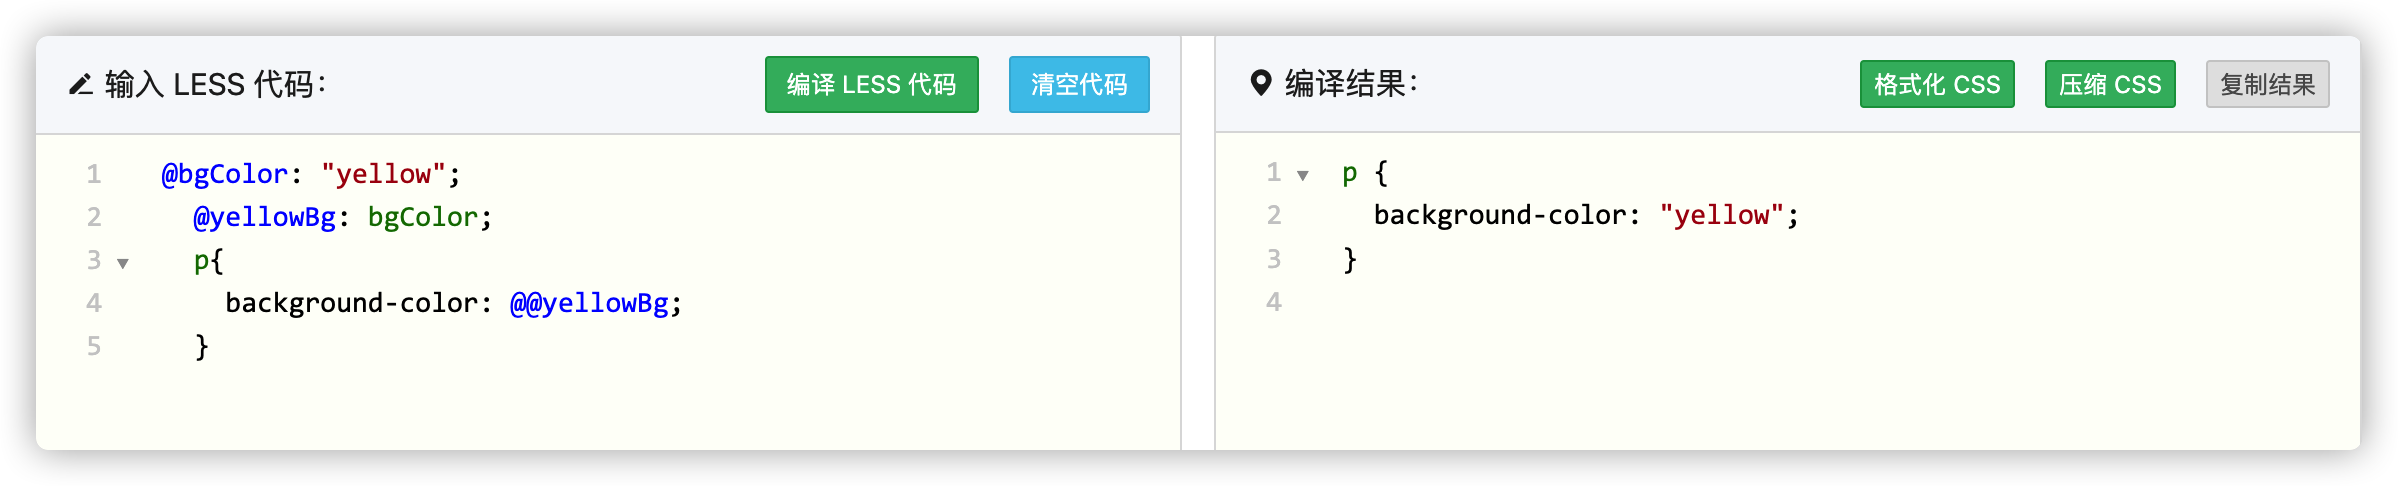 输入 LESS 代码：
编译 LESS 代码
清空代码
1 @bgColor: "yellow";
2 @yellowBg: bgColor;
3 p{
4 background-color: @@yellowBg;
5 }
编译结果：
格式化 CSS
压缩 CSS
复制结果
1 p {
2 background-color: "yellow";
3 }
4